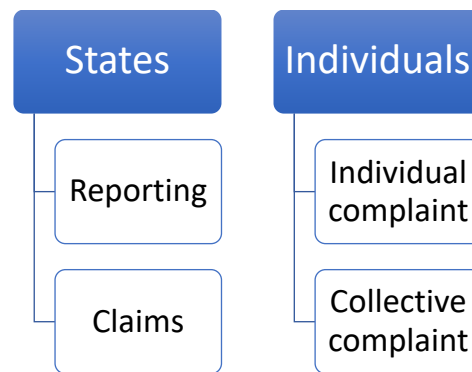 States
Reporting
Claims
Individuals
Individual
complaint
Collective
complaint